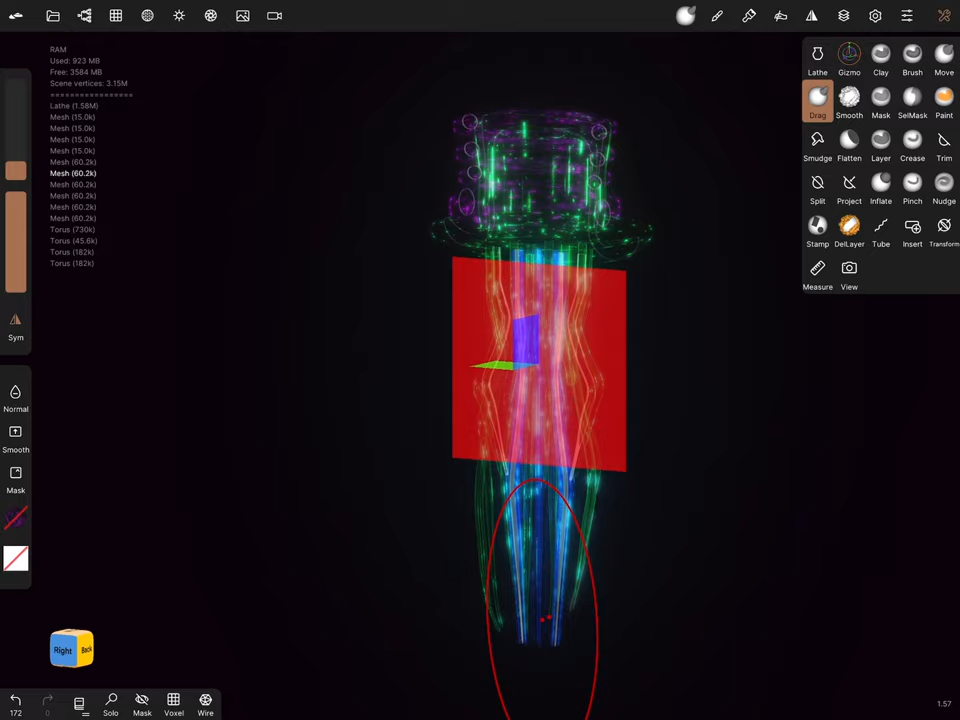 RAM
Used: 923 MB
Free: 3584 MB
Scene vertices: 3.15M
=================
Lathe (1.58M)
Mesh (15.0k)
Mesh (15.0k)
Mesh (15.0k)
Mesh (15.0k)
Mesh (60.2k)
Mesh (60.2k)
Mesh (60.2k)
Mesh (60.2k)
Mesh (60.2k)
Mesh (60.2k)
Torus (730k)
Torus (45.6k)
Torus (182k)
Torus (182k)
Lathe Gizmo Clay Brush Move
Drag Smooth Mask SelMask Paint
Smudge Flatten Layer Crease Trim
Split Project Inflate Pinch Nudge
Stamp DelLayer Tube Insert Transform
Measure View
Sym
Normal
Smooth
Mask
Right Back
172 0 Solo Mask Voxel Wire
1.57